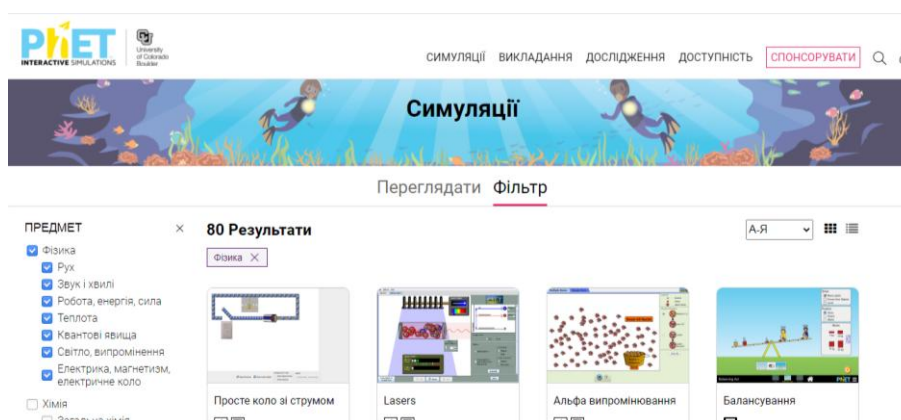 PhET
INTERACTIVE SIMULATIONS
University
of Colorado
Boulder
СИМУЛЯЦІЇ ВИКЛАДАННЯ ДОСЛІДЖЕННЯ ДОСТУПНІСТЬ СПОНСОРУВАТИ
Симуляції
Переглядати Фільтр
ПРЕДМЕТ ×
80 Результати
А-Я
Фізика ×
Фізика
Рух
Звук і хвилі
Робота, енергія, сила
Теплота
Квантові явища
Світло, випромінення
Електрика, магнетизм,
електричне коло
Хімія
Просте коло зі струмом
Lasers
Альфа випромінювання
Балансування